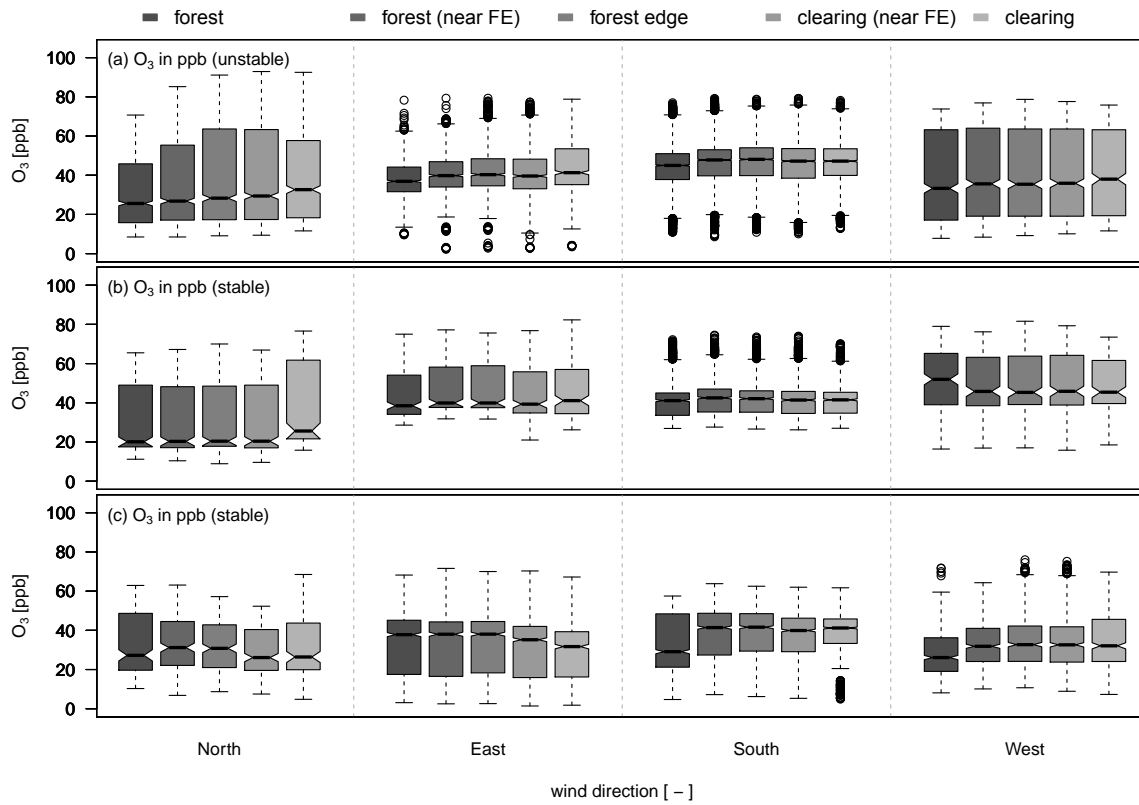 forest forest (near FE) forest edge clearing (near FE) clearing
(a) O₃ in ppb (unstable)
O₃ [ppb]
100
80
60
40
20
0
(b) O₃ in ppb (stable)
O₃ [ppb]
100
80
60
40
20
0
(c) O₃ in ppb (stable)
O₃ [ppb]
100
80
60
40
20
0
North East South West
wind direction [ − ]